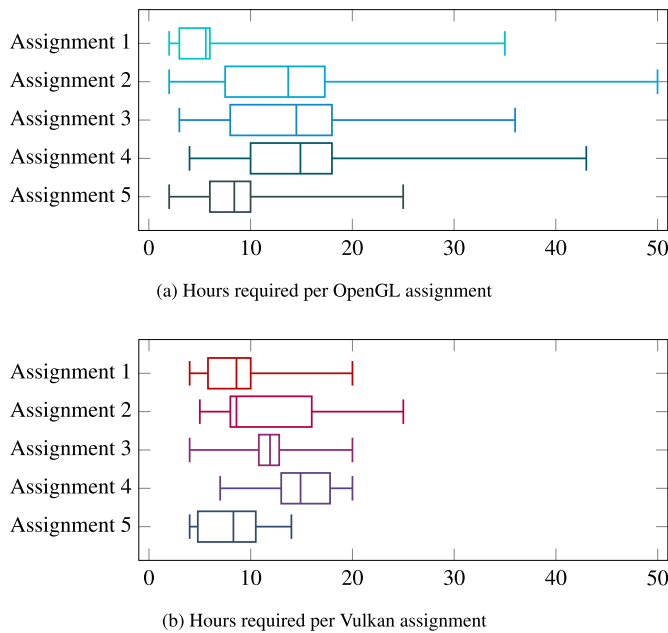 Assignment 1
Assignment 2
Assignment 3
Assignment 4
Assignment 5
0 10 20 30 40 50
(a) Hours required per OpenGL assignment
Assignment 1
Assignment 2
Assignment 3
Assignment 4
Assignment 5
0 10 20 30 40 50
(b) Hours required per Vulkan assignment